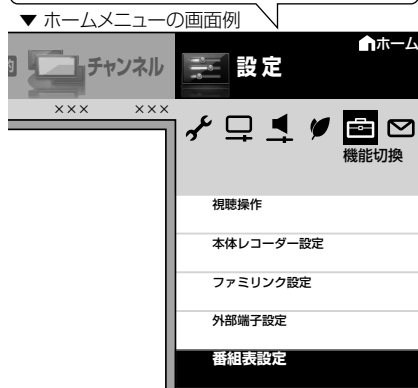 ▼ ホームメニューの画面例
チャンネル
設定
ホーム
×××　×××
機能切換
視聴操作
本体レコーダー設定
ファミリンク設定
外部端子設定
番組表設定